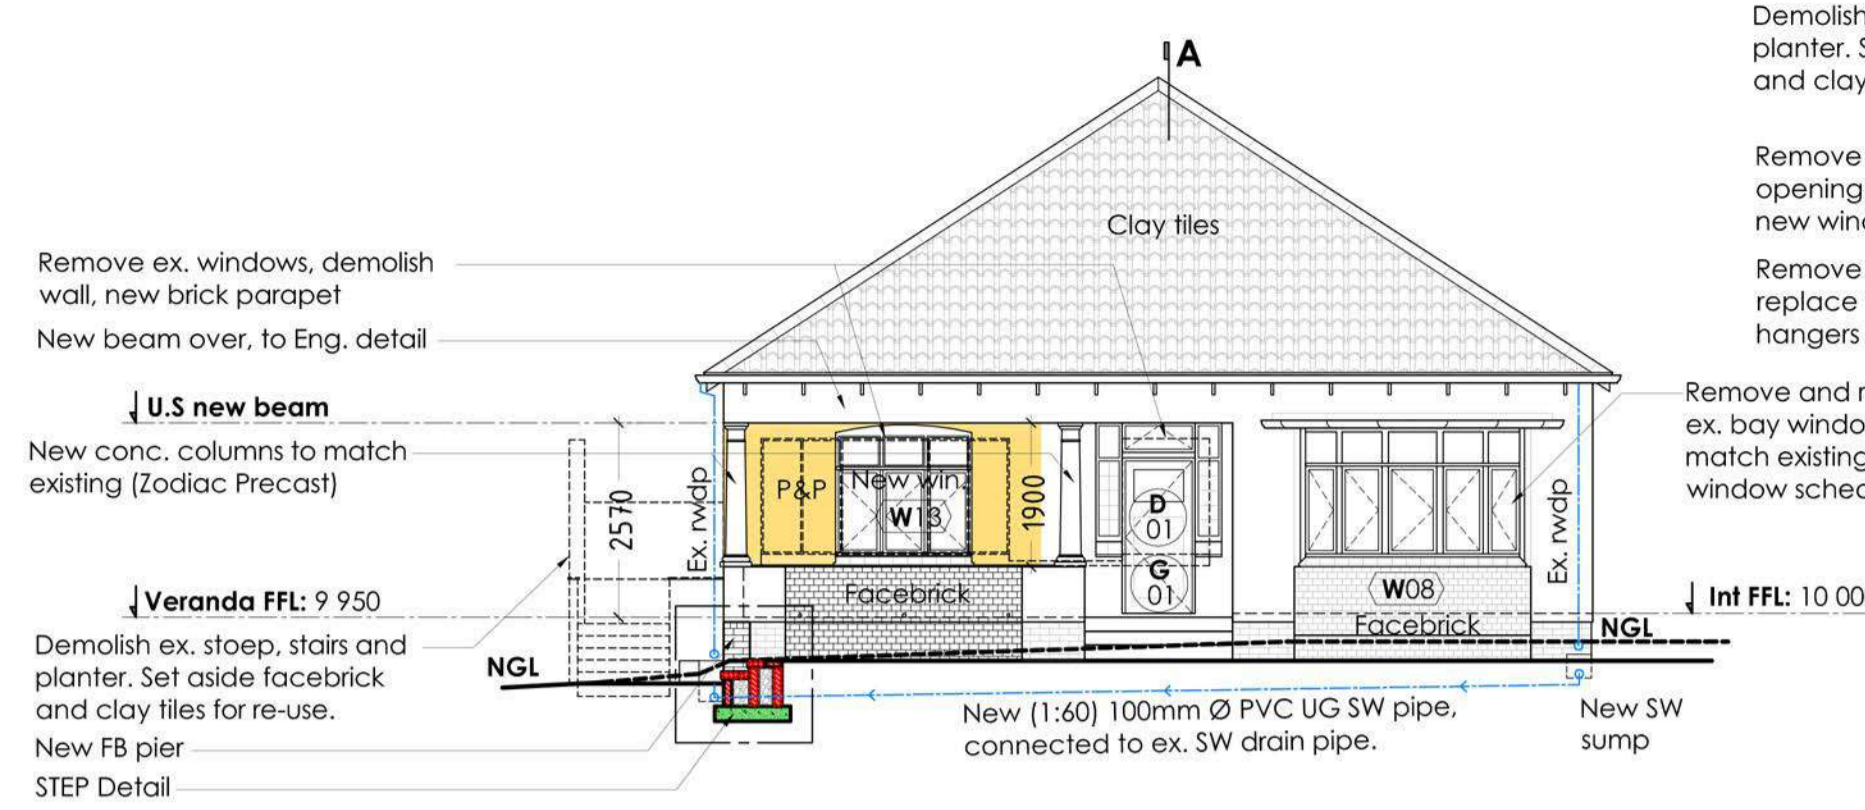 A
Clay tiles
Remove ex. windows, demolish
wall, new brick parapet
New beam over, to Eng. detail
U.S new beam
New conc. columns to match
existing (Zodiac Precast)
2570
Ex. rwdp
P&P
New win.
W13
1900
D
01
G
01
Facebrick
W08
Facebrick
Ex. rwdp
Veranda FFL: 9 950
Demolish ex. stoep, stairs and
planter. Set aside facebrick
and clay tiles for re-use.
New FB pier
STEP Detail
NGL
NGL
New (1:60) 100mm Ø PVC UG SW pipe,
connected to ex. SW drain pipe.
New SW
sump
Demolish
planter. S
and clay
Remove
opening
new wind
Remove
replace
hangers
Remove and r
ex. bay windo
match existing
window sched
Int FFL: 10 00